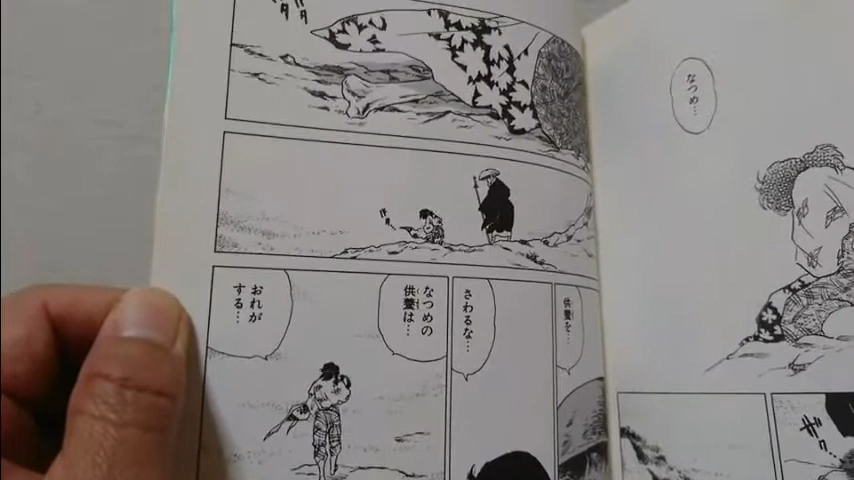 なつめ…
供養を…
さわるな…
なつめの
供養は…
おれが
する…